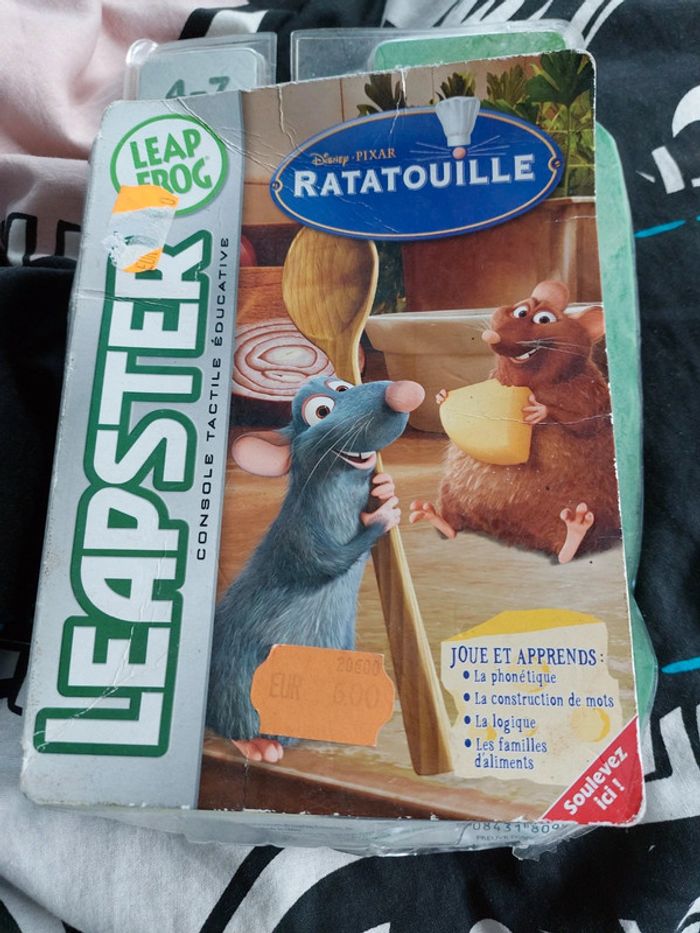 4-7
LEAP
FROG
LEAPSTER
CONSOLE TACTILE ÉDUCATIVE
DISNEY · PIXAR
RATATOUILLE
20600
EUR 6.00
JOUE ET APPRENDS :
• La phonétique
• La construction de mots
• La logique
• Les familles
d'aliments
Soulevez
ici !